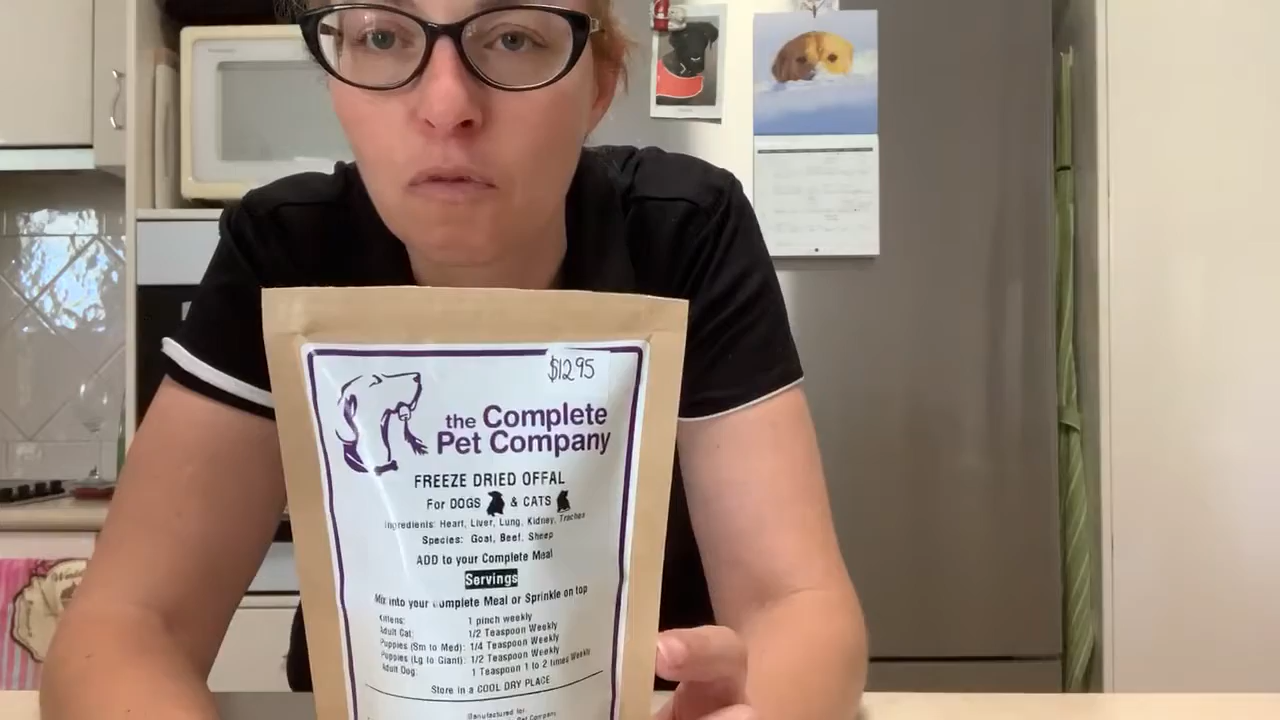 $12.95
the Complete
Pet Company
FREEZE DRIED OFFAL
For DOGS & CATS
Ingredients: Heart, Liver, Lung, Kidney, Trachea
Species: Goat, Beef, Sheep
ADD to your Complete Meal
Servings
Mix into your complete Meal or Sprinkle on top
Kittens: 1 pinch weekly
Adult Cat: 1/2 Teaspoon Weekly
Puppies (Sm to Med): 1/4 Teaspoon Weekly
Puppies (Lg to Giant): 1/2 Teaspoon Weekly
Adult Dog: 1 Teaspoon 1 to 2 times Weekly
Store in a COOL DRY PLACE
Manufactured for
Pet Company